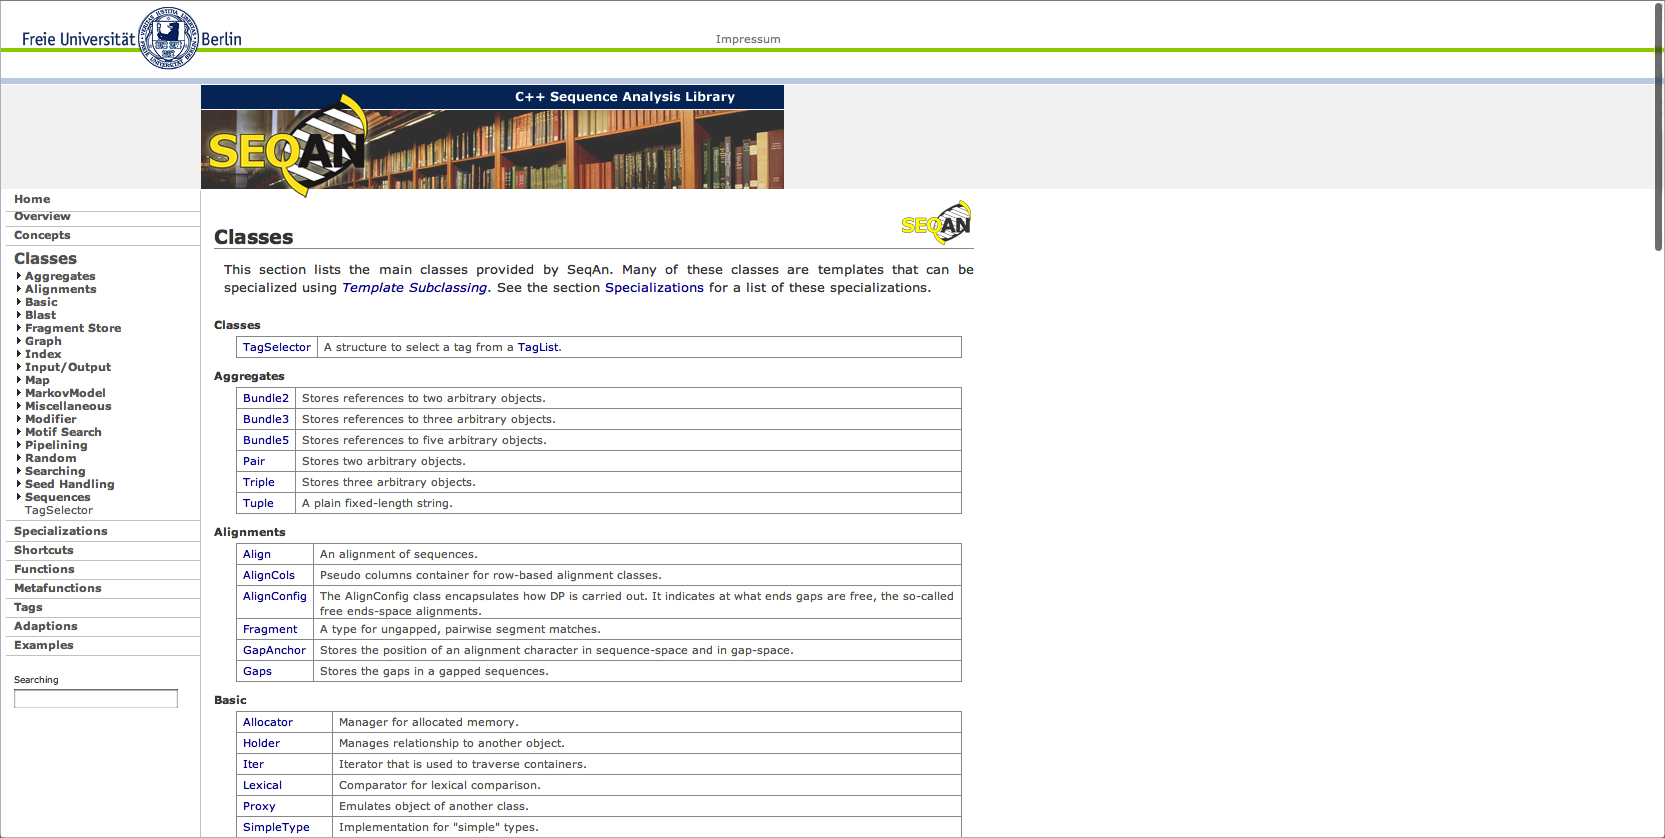 Freie Universität Berlin
Impressum
C++ Sequence Analysis Library
SEQAN
Home
Overview
Concepts
Classes
Aggregates
Alignments
Basic
Blast
Fragment Store
Graph
Index
Input/Output
Map
MarkovModel
Miscellaneous
Modifier
Motif Search
Pipelining
Random
Searching
Seed Handling
Sequences
TagSelector
Specializations
Shortcuts
Functions
Metafunctions
Tags
Adaptions
Examples
Searching
SEQAN
Classes
This section lists the main classes provided by SeqAn. Many of these classes are templates that can be
specialized using Template Subclassing. See the section Specializations for a list of these specializations.
Classes
TagSelector A structure to select a tag from a TagList.
Aggregates
Bundle2 Stores references to two arbitrary objects.
Bundle3 Stores references to three arbitrary objects.
Bundle5 Stores references to five arbitrary objects.
Pair Stores two arbitrary objects.
Triple Stores three arbitrary objects.
Tuple A plain fixed-length string.
Alignments
Align An alignment of sequences.
AlignCols Pseudo columns container for row-based alignment classes.
AlignConfig The AlignConfig class encapsulates how DP is carried out. It indicates at what ends gaps are free, the so-called
free ends-space alignments.
Fragment A type for ungapped, pairwise segment matches.
GapAnchor Stores the position of an alignment character in sequence-space and in gap-space.
Gaps Stores the gaps in a gapped sequences.
Basic
Allocator Manager for allocated memory.
Holder Manages relationship to another object.
Iter Iterator that is used to traverse containers.
Lexical Comparator for lexical comparison.
Proxy Emulates object of another class.
SimpleType Implementation for "simple" types.